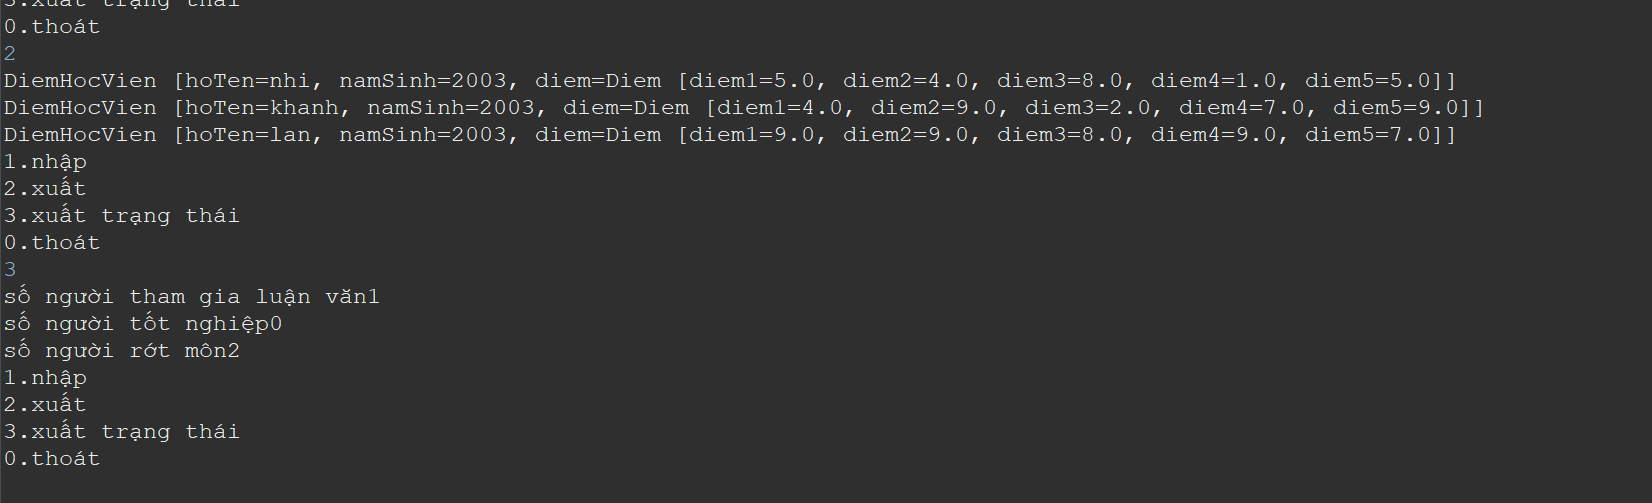 3.xuất trạng thái
0.thoát
2
DiemHocVien [hoTen=nhi, namSinh=2003, diem=Diem [diem1=5.0, diem2=4.0, diem3=8.0, diem4=1.0, diem5=5.0]]
DiemHocVien [hoTen=khanh, namSinh=2003, diem=Diem [diem1=4.0, diem2=9.0, diem3=2.0, diem4=7.0, diem5=9.0]]
DiemHocVien [hoTen=lan, namSinh=2003, diem=Diem [diem1=9.0, diem2=9.0, diem3=8.0, diem4=9.0, diem5=7.0]]
1.nhập
2.xuất
3.xuất trạng thái
0.thoát
3
số người tham gia luận văn1
số người tốt nghiệp0
số người rớt môn2
1.nhập
2.xuất
3.xuất trạng thái
0.thoát